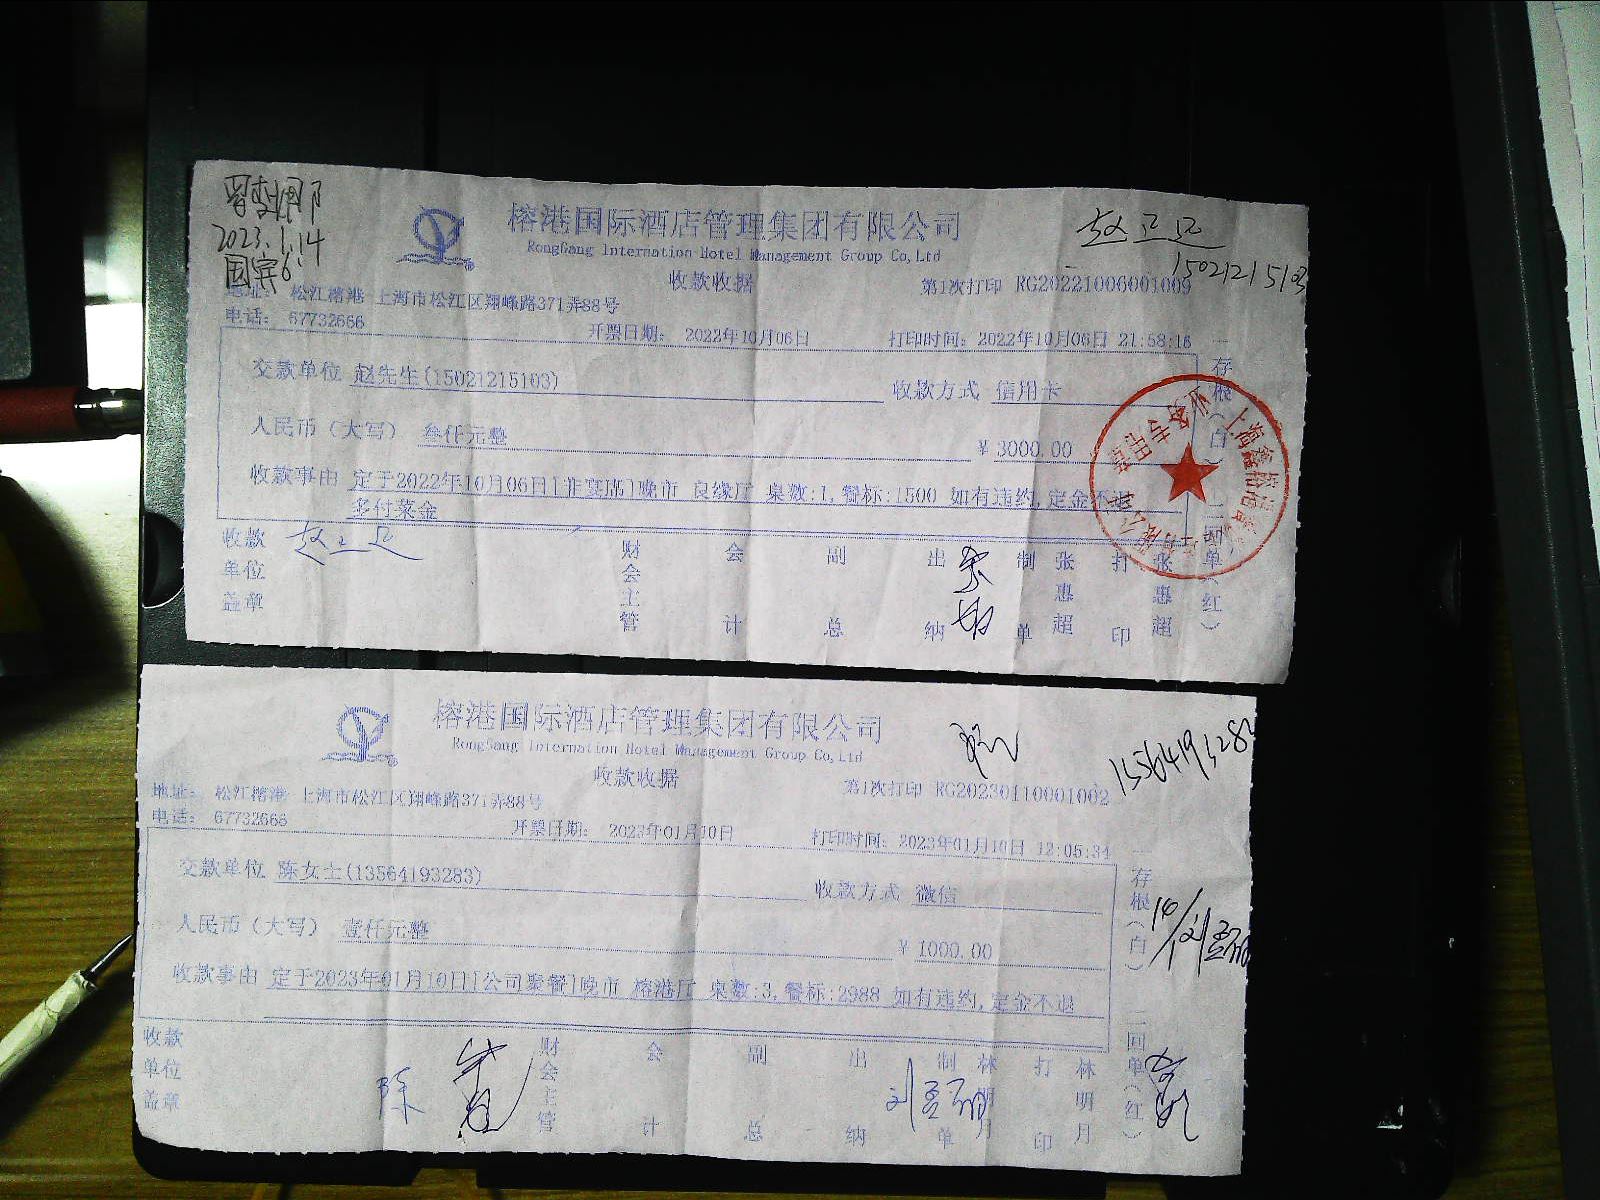 2023.1.14
国宾6
榕港国际酒店管理集团有限公司
RongGang Internation Hotel Management Group Co,Ltd
收款收据
第1次打印 RG20221006001009
15021215103
地址: 松江榕港 上海市松江区翔峰路371弄88号
电话: 67732666
开票日期: 2022年10月06日
打印时间: 2022年10月06日 21:58:16
交款单位 赵先生(15021215103)
收款方式 信用卡
人民币(大写) 叁仟元整
¥ 3000.00
收款事由 定于2022年10月06日[非宴席]晚市 良缘厅 桌数:1,餐标:1500 如有违约,定金不退
多付菜金
收款单位盖章
财会主管
会计
副总
出纳
制单 张惠超
打印 张惠超
一存根(白) 二回单(红)
榕港国际酒店管理集团有限公司
RongGang Internation Hotel Management Group Co,Ltd
收款收据
第1次打印 RG20230110001002
13564193283
地址: 松江榕港 上海市松江区翔峰路371弄88号
电话: 67732666
开票日期: 2023年01月10日
打印时间: 2023年01月10日 12:05:34
交款单位 陈女士(13564193283)
收款方式 微信
人民币(大写) 壹仟元整
¥ 1000.00
收款事由 定于2023年01月10日[公司聚餐]晚市 榕港厅 桌数:3,餐标:2988 如有违约,定金不退
收款单位盖章
陈
财会主管
会计
副总
出纳
制单 林明月
打印 林明月
一存根(白) 二回单(红)